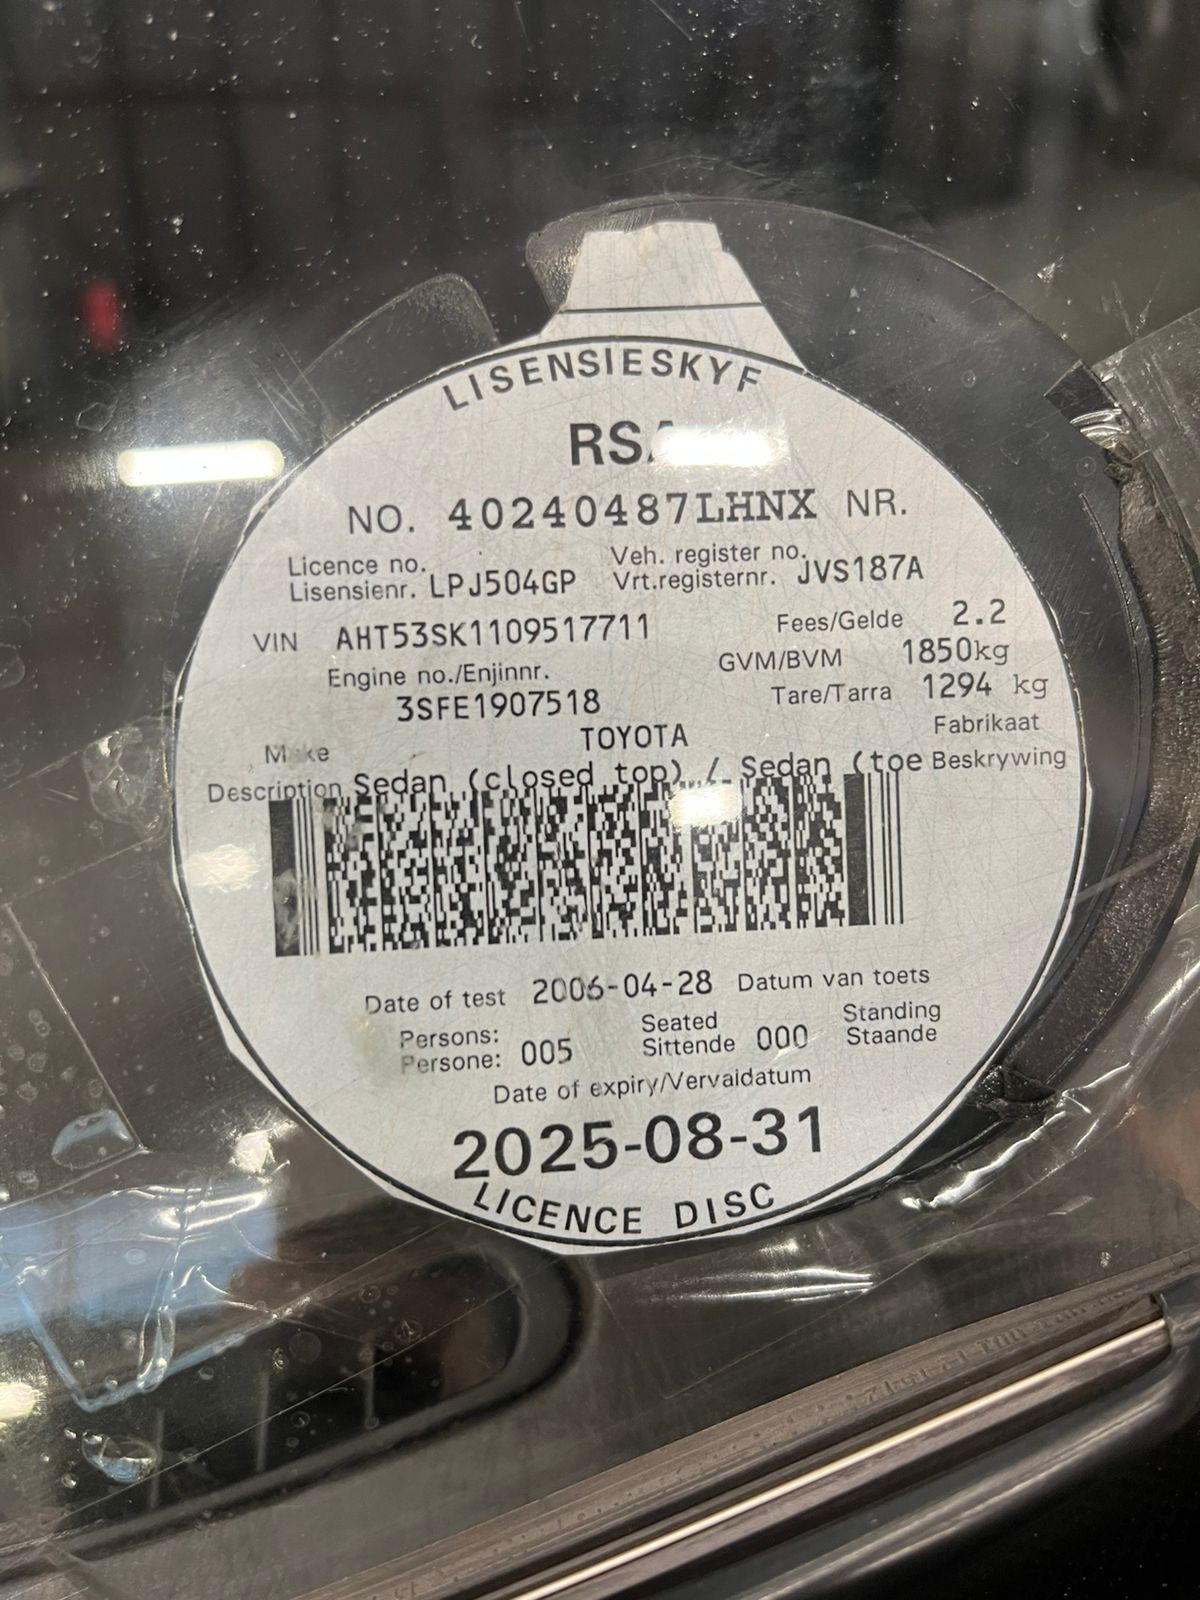 LISENSIESKYF
RSA
NO. 40240487LHNX NR.
Licence no. Veh. register no.
Lisensienr. LPJ504GP Vrt.registernr. JVS187A
VIN AHT53SK1109517711 Fees/Gelde 2.2
Engine no./Enjinnr. GVM/BVM 1850kg
3SFE1907518 Tare/Tarra 1294 kg
Make TOYOTA Fabrikaat
Description Sedan (closed top) / Sedan (toe Beskrywing
Date of test 2006-04-28 Datum van toets
Persons: Seated Standing
Persone: 005 Sittende 000 Staande
Date of expiry/Vervaldatum
2025-08-31
LICENCE DISC